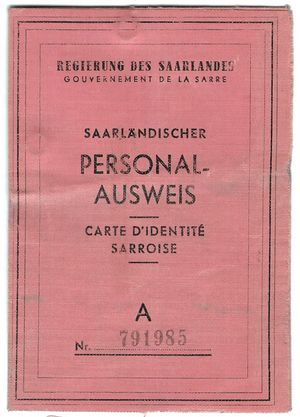 REGIERUNG DES SAARLANDES
GOUVERNEMENT DE LA SARRE
SAARLÄNDISCHER
PERSONAL-
AUSWEIS
CARTE D'IDENTITÉ
SARROISE
A
Nr. 791985